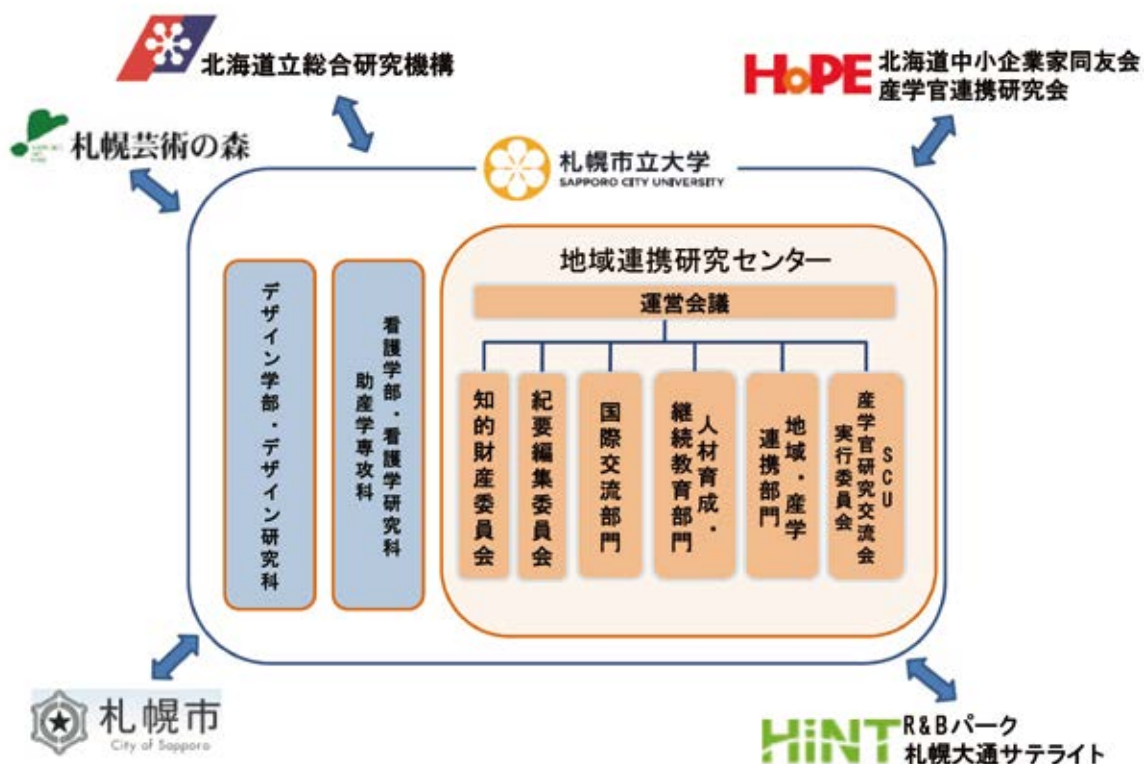 北海道立総合研究機構
HoPE
北海道中小企業家同友会
産学官連携研究会
札幌芸術の森
札幌市立大学
SAPPORO CITY UNIVERSITY
デザイン学部・デザイン研究科
看護学部・看護学研究科
助産学専攻科
地域連携研究センター
運営会議
知的財産委員会
紀要編集委員会
国際交流部門
人材育成・
継続教育部門
地域・産学
連携部門
SCU
産学官研究交流会
実行委員会
札幌市
City of Sapporo
HiNT
R&Bパーク
札幌大通サテライト